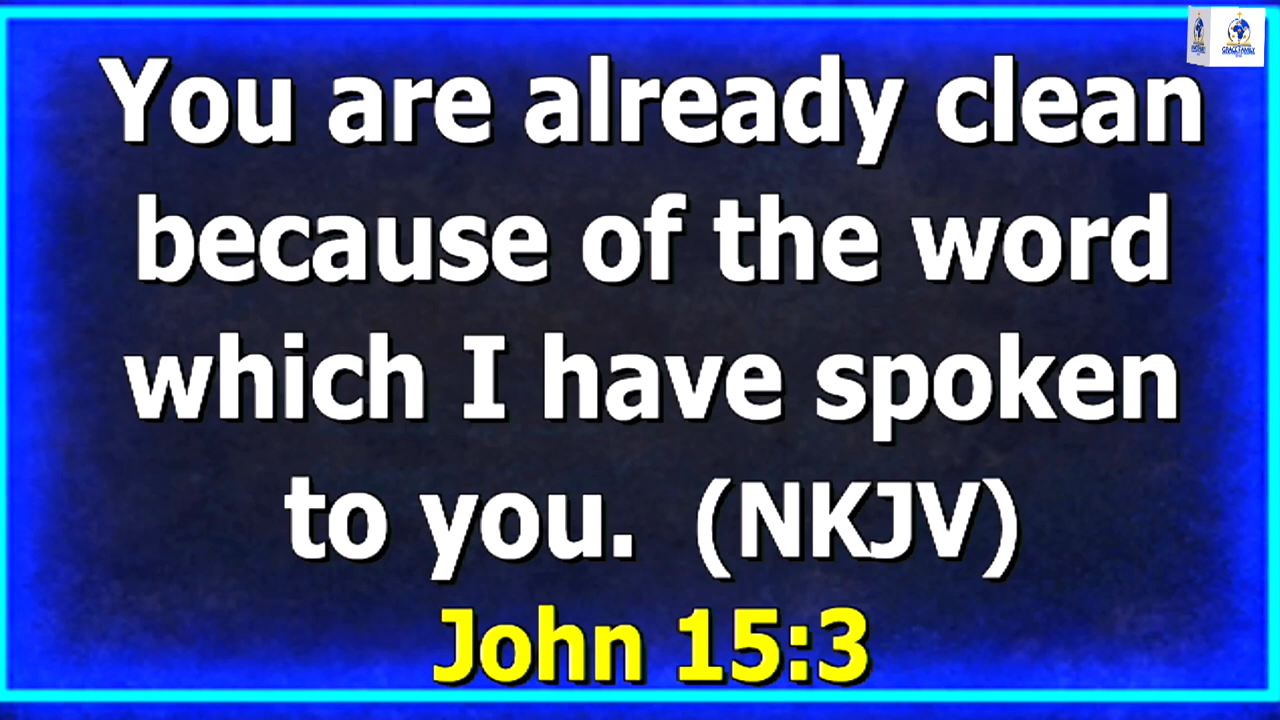 You are already clean
because of the word
which I have spoken
to you.  (NKJV)
John 15:3